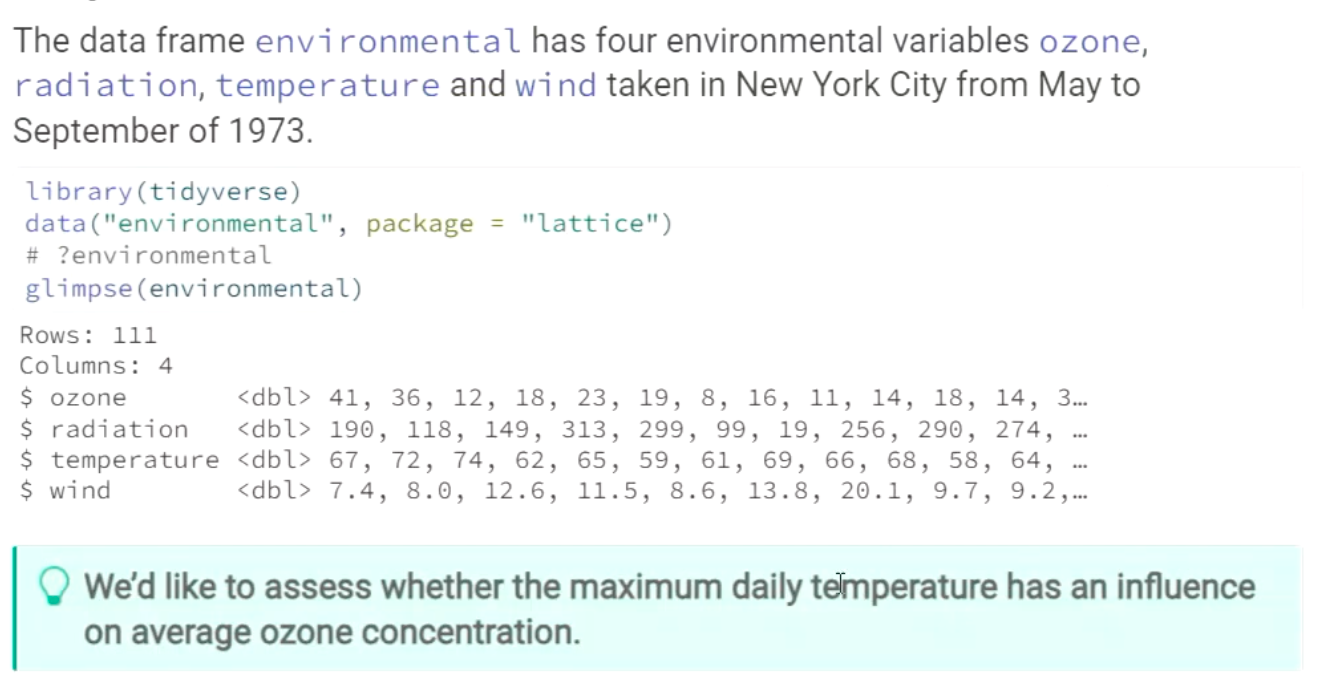 The data frame environmental has four environmental variables ozone,
radiation, temperature and wind taken in New York City from May to
September of 1973.
library(tidyverse)
data("environmental", package = "lattice")
# ?environmental
glimpse(environmental)
Rows: 111
Columns: 4
$ ozone       <dbl> 41, 36, 12, 18, 23, 19, 8, 16, 11, 14, 18, 14, 3…
$ radiation   <dbl> 190, 118, 149, 313, 299, 99, 19, 256, 290, 274, …
$ temperature <dbl> 67, 72, 74, 62, 65, 59, 61, 69, 66, 68, 58, 64, …
$ wind        <dbl> 7.4, 8.0, 12.6, 11.5, 8.6, 13.8, 20.1, 9.7, 9.2,…
We'd like to assess whether the maximum daily temperature has an influence
on average ozone concentration.